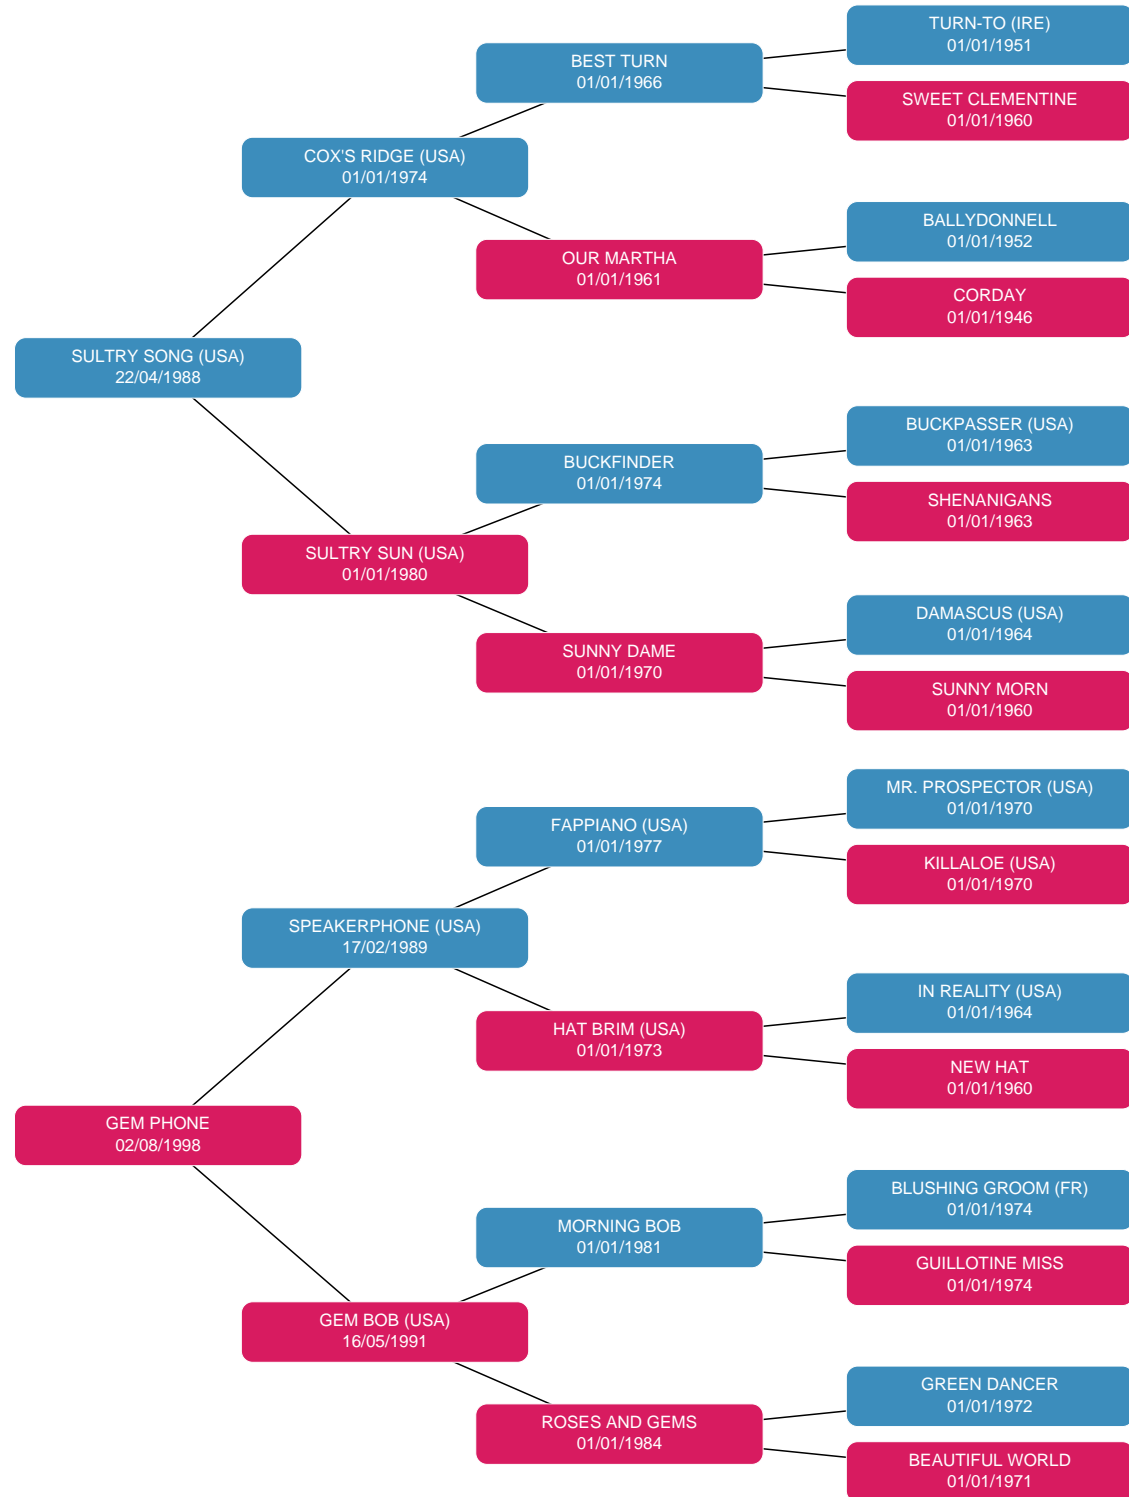 TURN-TO (IRE)
01/01/1951
BEST TURN
01/01/1966
SWEET CLEMENTINE
01/01/1960
COX'S RIDGE (USA)
01/01/1974
BALLYDONNELL
01/01/1952
OUR MARTHA
01/01/1961
CORDAY
01/01/1946
SULTRY SONG (USA)
22/04/1988
BUCKPASSER (USA)
01/01/1963
BUCKFINDER
01/01/1974
SHENANIGANS
01/01/1963
SULTRY SUN (USA)
01/01/1980
DAMASCUS (USA)
01/01/1964
SUNNY DAME
01/01/1970
SUNNY MORN
01/01/1960
MR. PROSPECTOR (USA)
01/01/1970
FAPPIANO (USA)
01/01/1977
KILLALOE (USA)
01/01/1970
SPEAKERPHONE (USA)
17/02/1989
IN REALITY (USA)
01/01/1964
HAT BRIM (USA)
01/01/1973
NEW HAT
01/01/1960
GEM PHONE
02/08/1998
BLUSHING GROOM (FR)
01/01/1974
MORNING BOB
01/01/1981
GUILLOTINE MISS
01/01/1974
GEM BOB (USA)
16/05/1991
GREEN DANCER
01/01/1972
ROSES AND GEMS
01/01/1984
BEAUTIFUL WORLD
01/01/1971